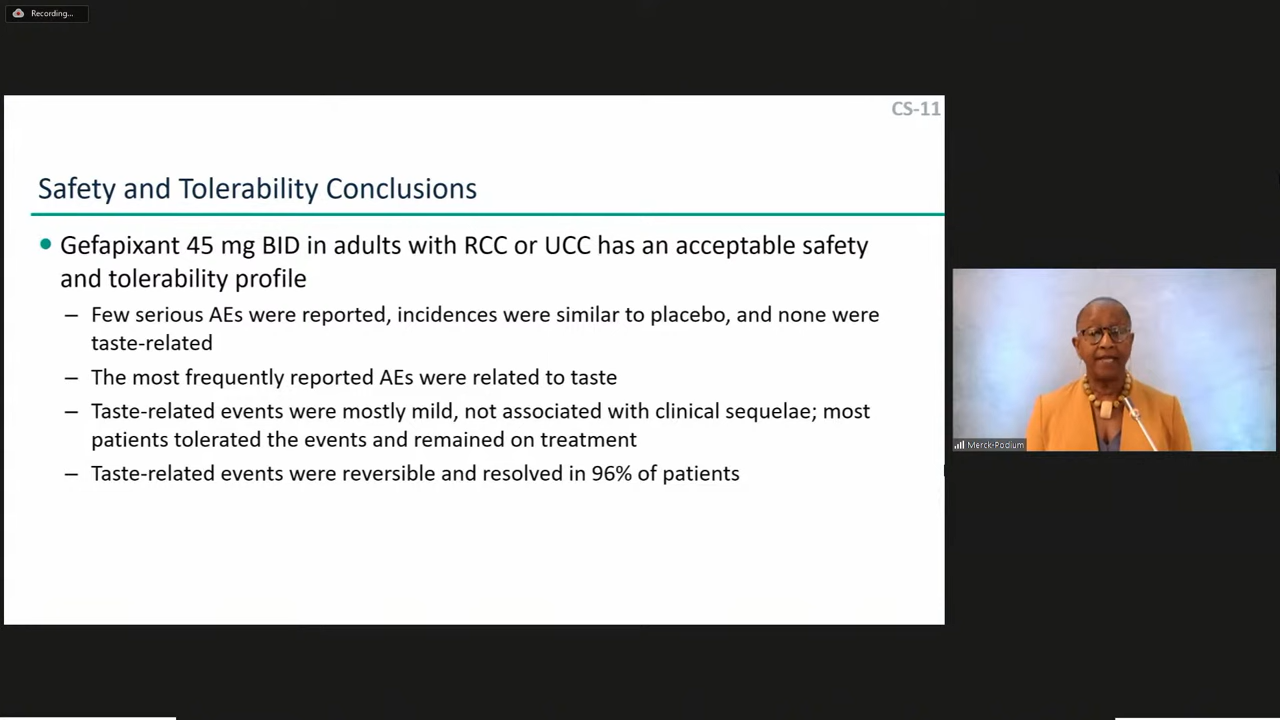 Recording...
CS-11
Safety and Tolerability Conclusions
• Gefapixant 45 mg BID in adults with RCC or UCC has an acceptable safety
and tolerability profile
– Few serious AEs were reported, incidences were similar to placebo, and none were
taste-related
– The most frequently reported AEs were related to taste
– Taste-related events were mostly mild, not associated with clinical sequelae; most
patients tolerated the events and remained on treatment
– Taste-related events were reversible and resolved in 96% of patients
Merck-Podium